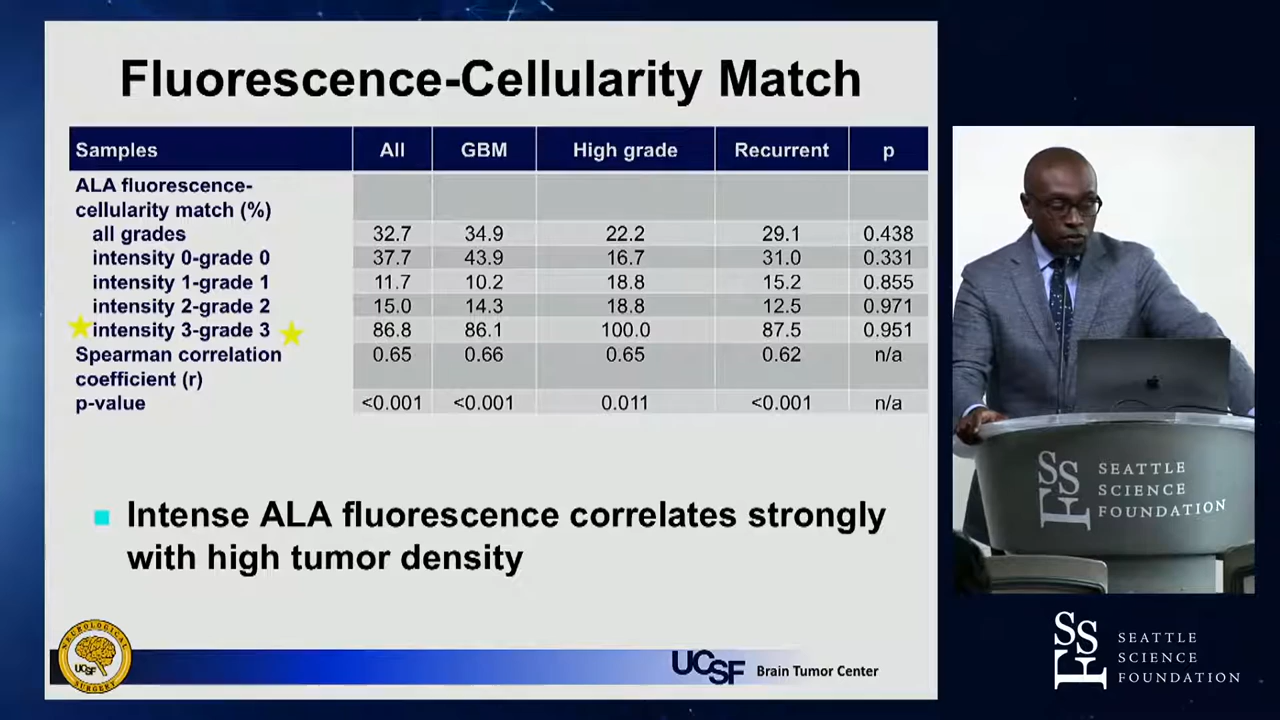 Fluorescence-Cellularity Match
Samples All GBM High grade Recurrent p
ALA fluorescence-
cellularity match (%)
all grades 32.7 34.9 22.2 29.1 0.438
intensity 0-grade 0 37.7 43.9 16.7 31.0 0.331
intensity 1-grade 1 11.7 10.2 18.8 15.2 0.855
intensity 2-grade 2 15.0 14.3 18.8 12.5 0.971
intensity 3-grade 3 86.8 86.1 100.0 87.5 0.951
Spearman correlation 0.65 0.66 0.65 0.62 n/a
coefficient (r)
p-value <0.001 <0.001 0.011 <0.001 n/a
Intense ALA fluorescence correlates strongly
with high tumor density
NEUROLOGICAL
UCSF
SURGERY
UCSF Brain Tumor Center
SSF
SEATTLE
SCIENCE
FOUNDATION
SSF
SEATTLE
SCIENCE
FOUNDATION